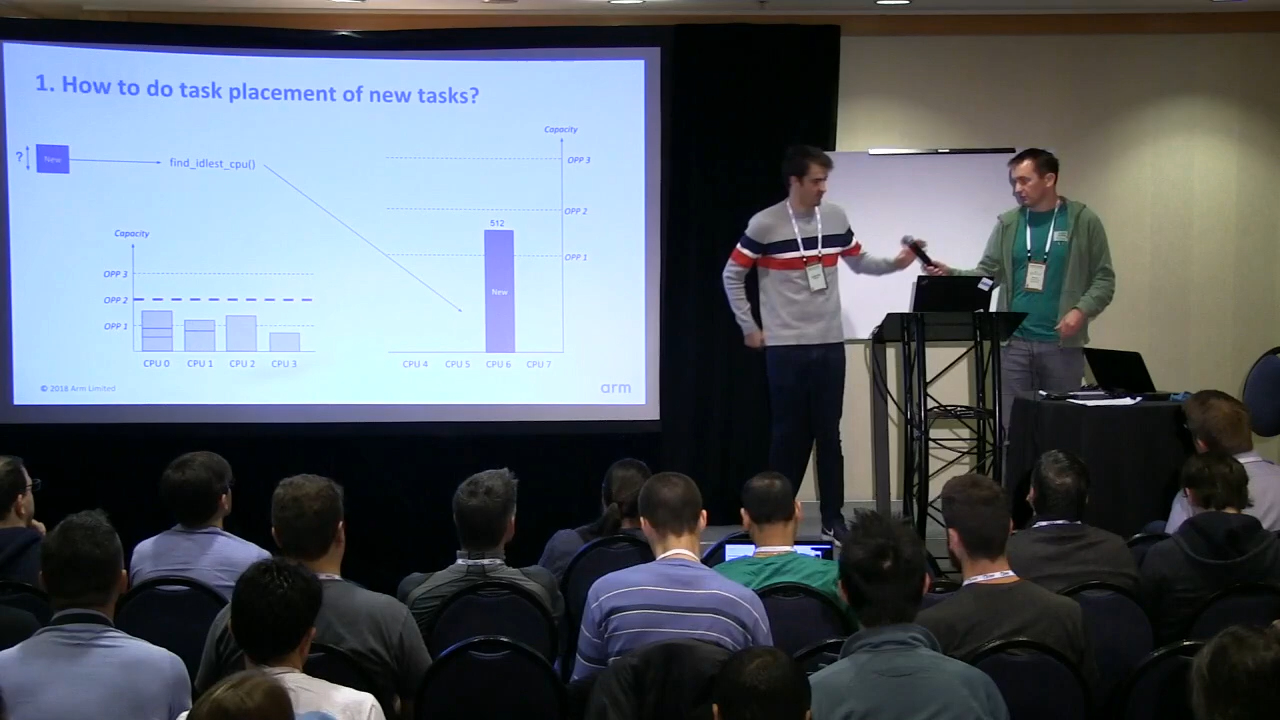 1. How to do task placement of new tasks?
?
New
find_idlest_cpu()
Capacity
OPP 3
OPP 2
OPP 1
CPU 0
CPU 1
CPU 2
CPU 3
Capacity
OPP 3
OPP 2
OPP 1
512
New
CPU 4
CPU 5
CPU 6
CPU 7
© 2018 Arm Limited
arm